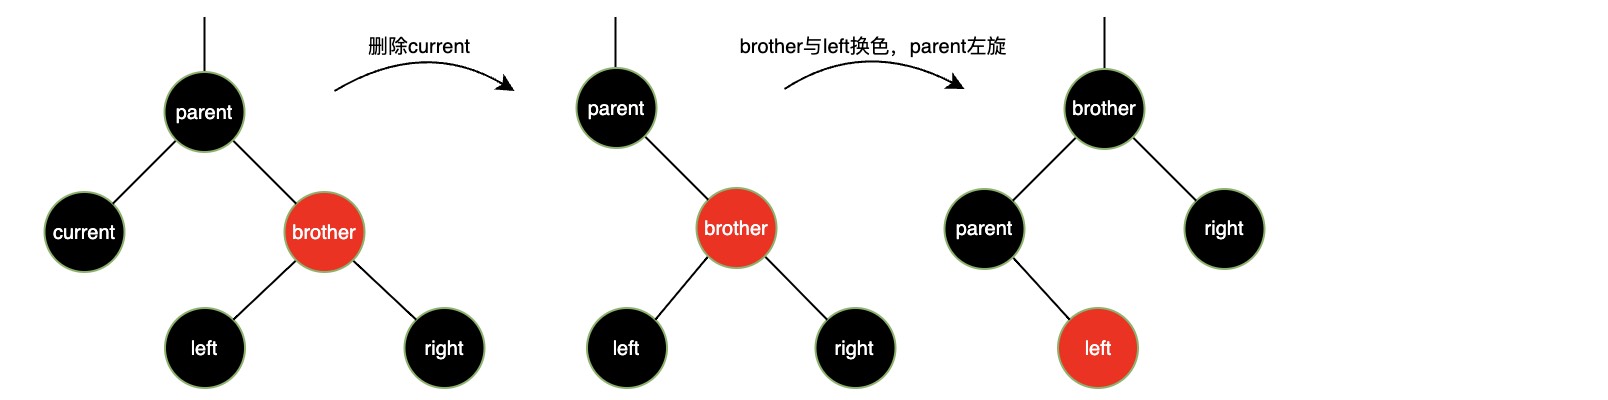 删除current
brother与left换色，parent左旋
parent
current
brother
left
right
parent
brother
left
right
brother
parent
right
left